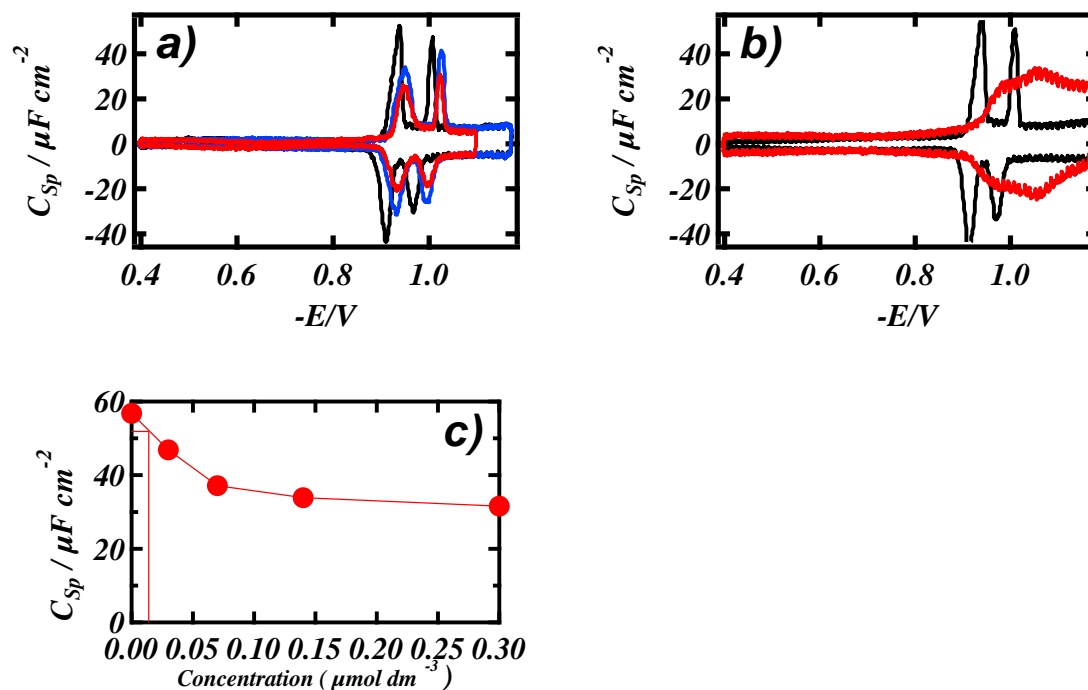 a)
C_Sp / μF cm^-2
40
20
0
-20
-40
0.4 0.6 0.8 1.0
-E/V
b)
C_Sp / μF cm^-2
40
20
0
-20
-40
0.4 0.6 0.8 1.0
-E/V
c)
C_Sp / μF cm^-2
60
40
20
0
0.00 0.05 0.10 0.15 0.20 0.25 0.30
Concentration ( μmol dm^-3 )